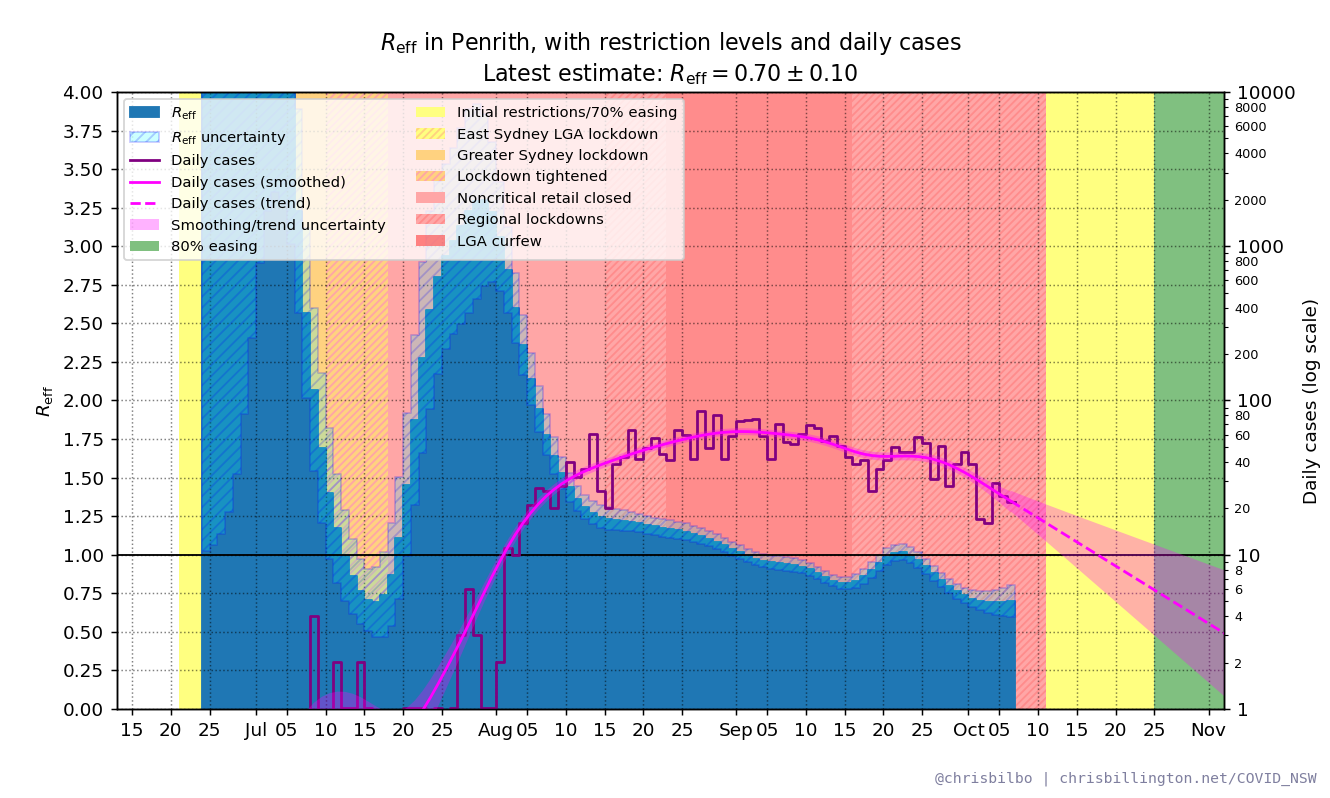 Reff in Penrith, with restriction levels and daily cases
Latest estimate: Reff = 0.70 ± 0.10
Reff
Reff uncertainty
Daily cases
Daily cases (smoothed)
Daily cases (trend)
Smoothing/trend uncertainty
80% easing
Initial restrictions/70% easing
East Sydney LGA lockdown
Greater Sydney lockdown
Lockdown tightened
Noncritical retail closed
Regional lockdowns
LGA curfew
Reff
4.00
3.75
3.50
3.25
3.00
2.75
2.50
2.25
2.00
1.75
1.50
1.25
1.00
0.75
0.50
0.25
0.00
10000
8000
6000
4000
2000
1000
800
600
400
200
100
80
60
40
20
10
8
6
4
2
1
Daily cases (log scale)
15 20 25 Jul 05 10 15 20 25 Aug 05 10 15 20 25 Sep 05 10 15 20 25 Oct 05 10 15 20 25 Nov
@chrisbilbo | chrisbillington.net/COVID_NSW